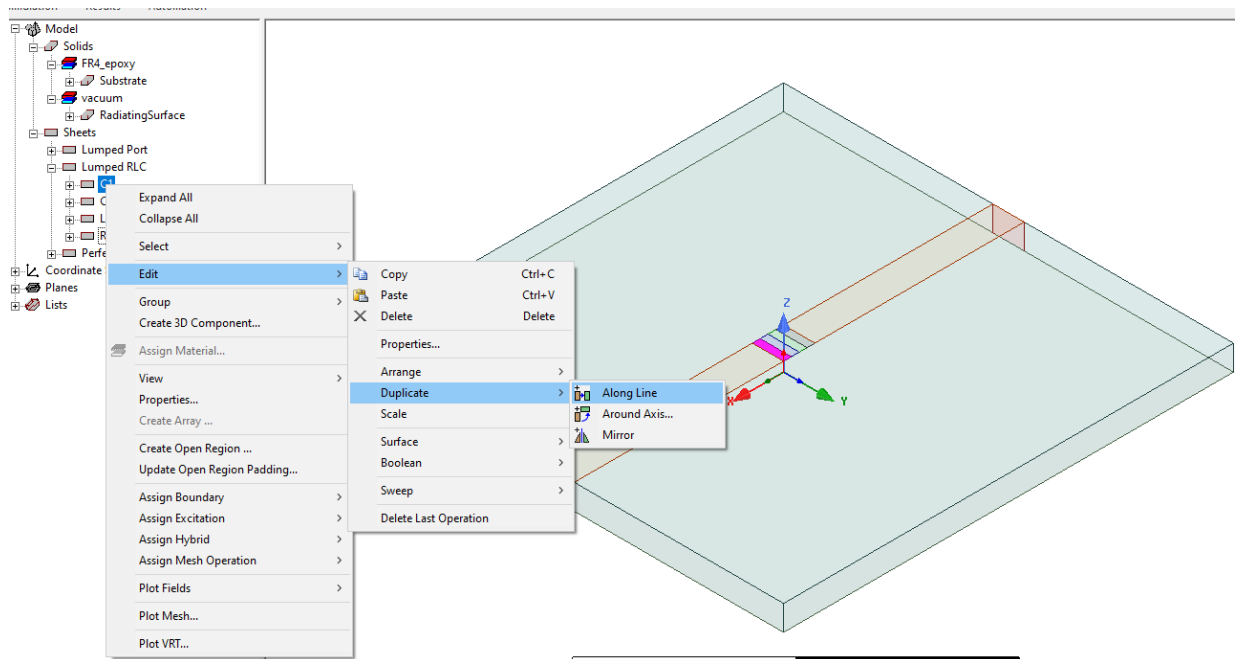 Results
Automation
Model
Solids
FR4_epoxy
Substrate
vacuum
RadiatingSurface
Sheets
Lumped Port
Lumped RLC
C
L
R
Perfe
Coordinate
Planes
Lists
Expand All
Collapse All
Select
Edit
Group
Create 3D Component...
Assign Material...
View
Properties...
Create Array ...
Create Open Region ...
Update Open Region Padding...
Assign Boundary
Assign Excitation
Assign Hybrid
Assign Mesh Operation
Plot Fields
Plot Mesh...
Plot VRT...
Copy Ctrl+C
Paste Ctrl+V
Delete Delete
Properties...
Arrange
Duplicate
Scale
Surface
Boolean
Sweep
Delete Last Operation
Along Line
Around Axis...
Mirror
Z
X
Y